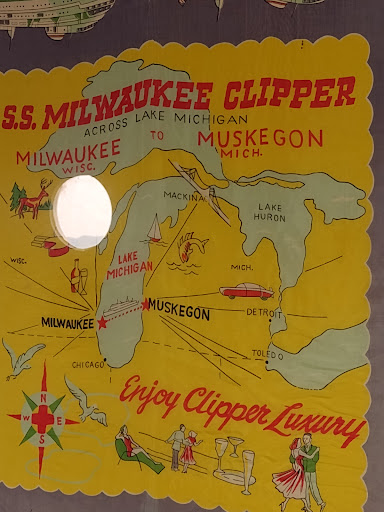 S.S. MILWAUKEE CLIPPER
ACROSS LAKE MICHIGAN
MILWAUKEE TO MUSKEGON
WISC. MICH.
MACKINAC
LAKE HURON
WISC.
LAKE MICHIGAN
MICH.
MUSKEGON
MILWAUKEE
DETROIT
CHICAGO
TOLEDO
Enjoy Clipper Luxury
N
W E
S